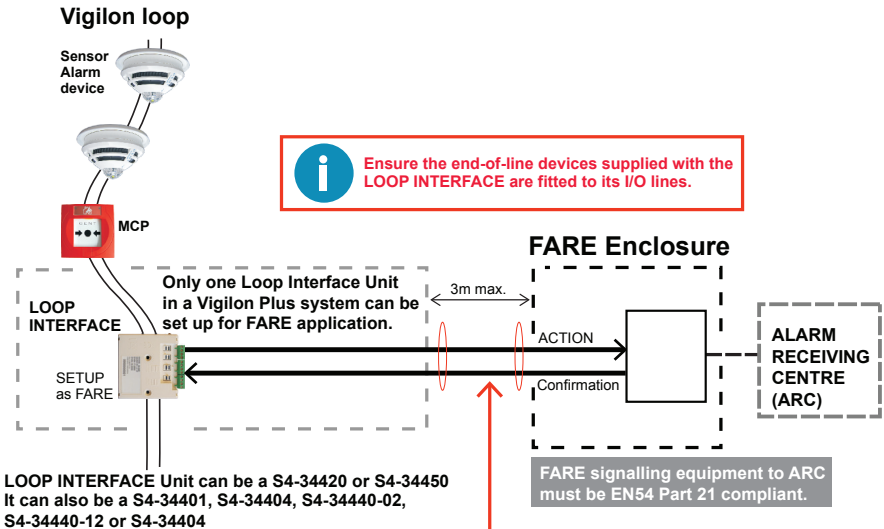 Vigilon loop
Sensor
Alarm
device
Ensure the end-of-line devices supplied with the
LOOP INTERFACE are fitted to its I/O lines.
MCP
FARE Enclosure
Only one Loop Interface Unit
in a Vigilon Plus system can be
set up for FARE application.
3m max.
LOOP
INTERFACE
SETUP
as FARE
ACTION
Confirmation
ALARM
RECEIVING
CENTRE
(ARC)
FARE signalling equipment to ARC
must be EN54 Part 21 compliant.
LOOP INTERFACE Unit can be a S4-34420 or S4-34450
It can also be a S4-34401, S4-34404, S4-34440-02,
S4-34440-12 or S4-34404